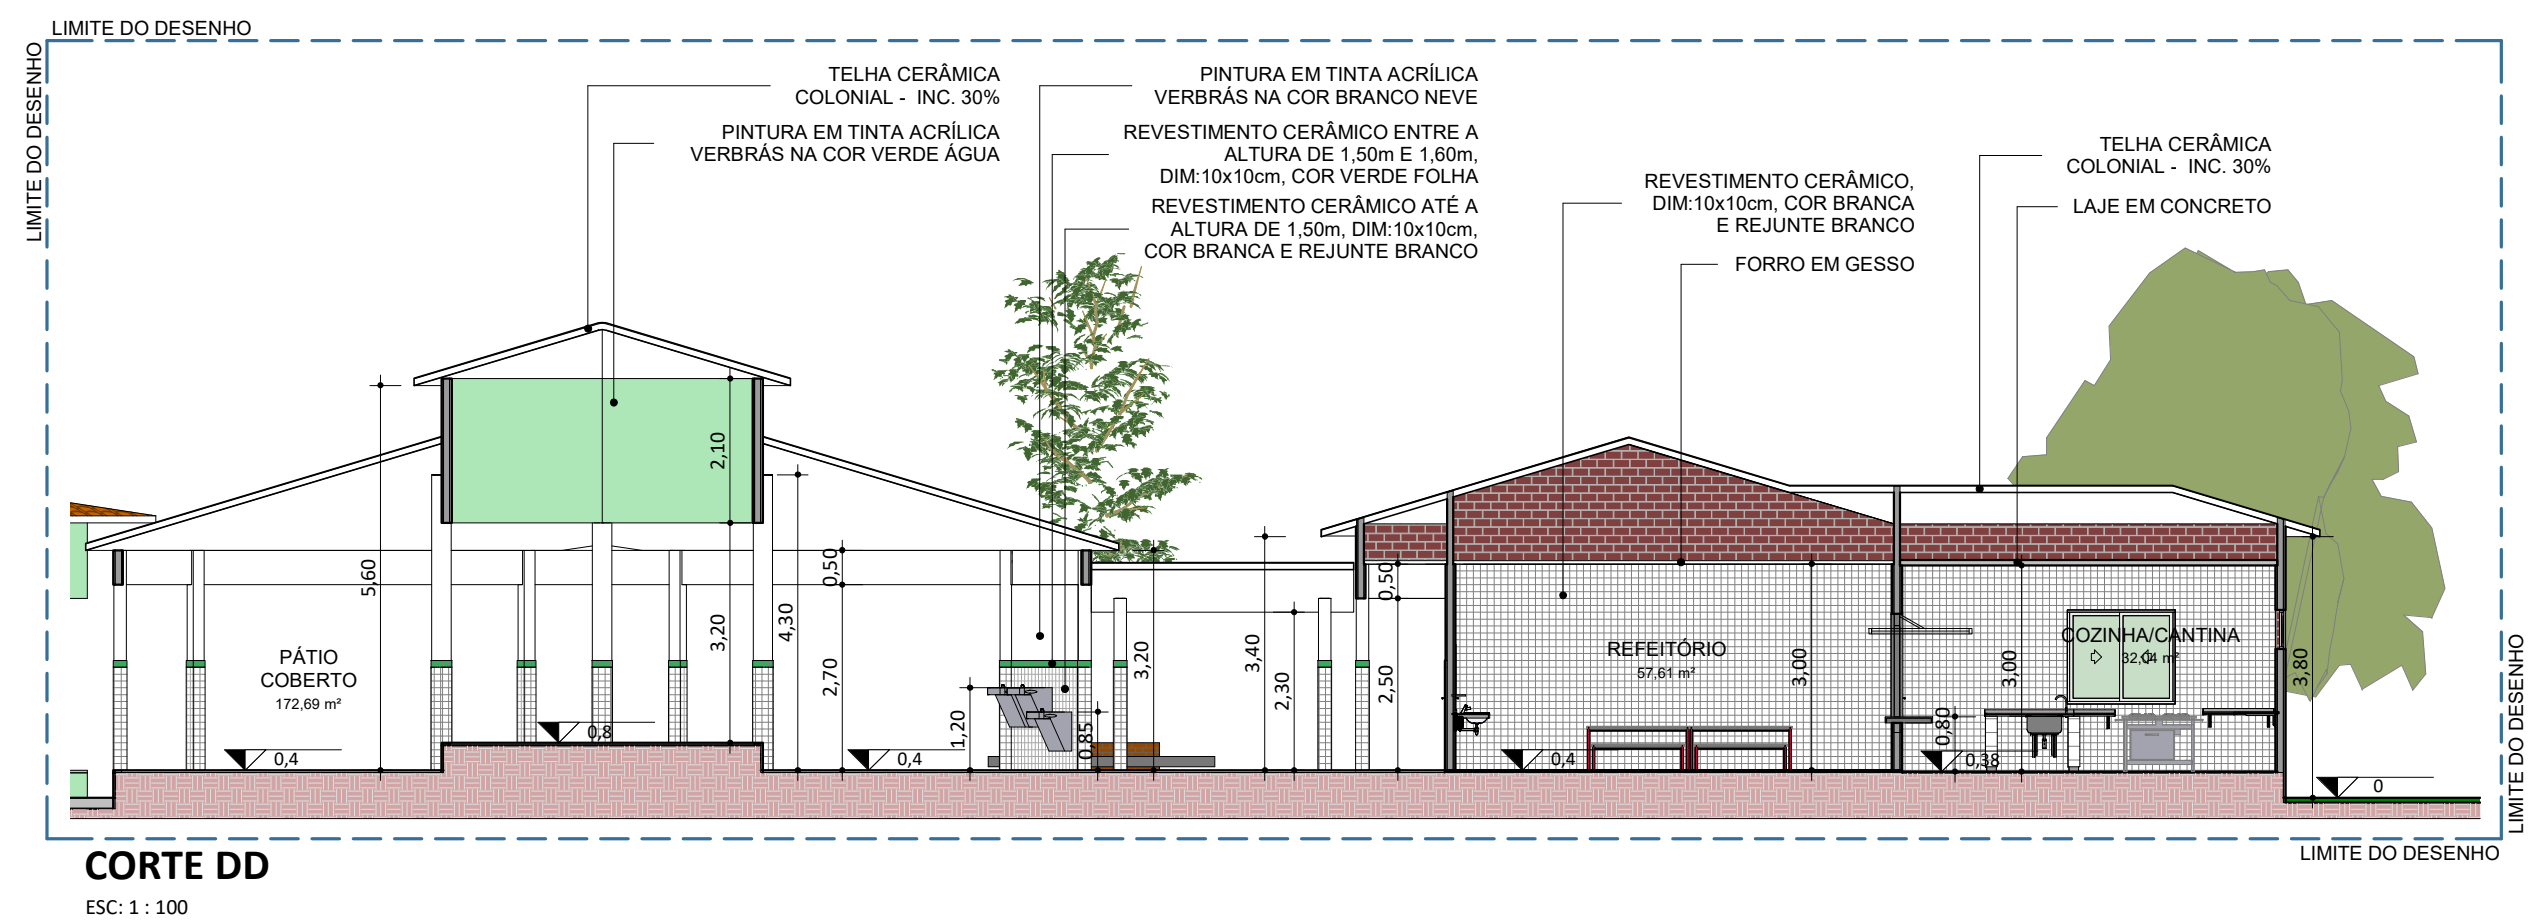 LIMITE DO DESENHO
LIMITE DO DESENHO
TELHA CERÂMICA
COLONIAL - INC. 30%
PINTURA EM TINTA ACRÍLICA
VERBRÁS NA COR VERDE ÁGUA
PINTURA EM TINTA ACRÍLICA
VERBRÁS NA COR BRANCO NEVE
REVESTIMENTO CERÂMICO ENTRE A
ALTURA DE 1,50m E 1,60m,
DIM:10x10cm, COR VERDE FOLHA
REVESTIMENTO CERÂMICO ATÉ A
ALTURA DE 1,50m, DIM:10x10cm,
COR BRANCA E REJUNTE BRANCO
REVESTIMENTO CERÂMICO,
DIM:10x10cm, COR BRANCA
E REJUNTE BRANCO
FORRO EM GESSO
TELHA CERÂMICA
COLONIAL - INC. 30%
LAJE EM CONCRETO
5,60
2,10
3,20
4,30
0,50
2,70
1,20
0,85
3,20
3,40
2,30
0,50
2,50
3,00
3,00
0,80
3,80
PÁTIO
COBERTO
172,69 m²
REFEITÓRIO
57,61 m²
COZINHA/CANTINA
32,04 m²
0,4
0,8
0,4
0,4
0,38
0
LIMITE DO DESENHO
LIMITE DO DESENHO
CORTE DD
ESC: 1 : 100